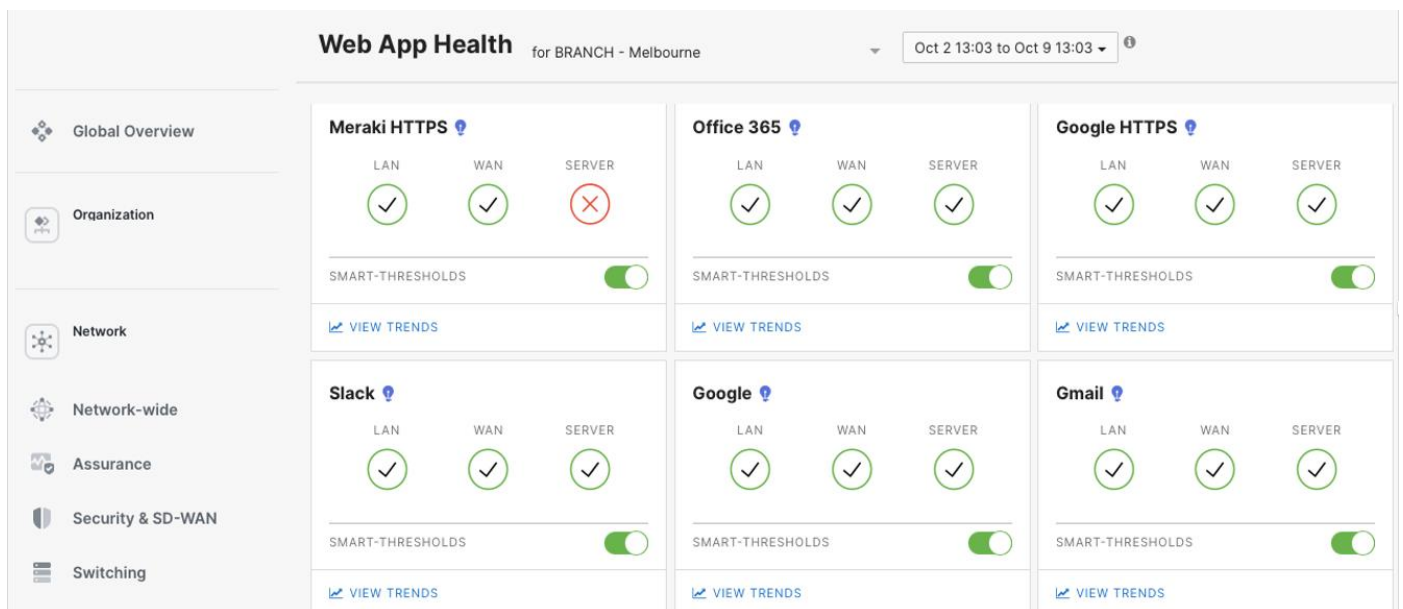 Web App Health for BRANCH - Melbourne Oct 2 13:03 to Oct 9 13:03
Global Overview
Organization
Network
Network-wide
Assurance
Security & SD-WAN
Switching
Meraki HTTPS
LAN WAN SERVER
SMART-THRESHOLDS
VIEW TRENDS
Office 365
LAN WAN SERVER
SMART-THRESHOLDS
VIEW TRENDS
Google HTTPS
LAN WAN SERVER
SMART-THRESHOLDS
VIEW TRENDS
Slack
LAN WAN SERVER
SMART-THRESHOLDS
VIEW TRENDS
Google
LAN WAN SERVER
SMART-THRESHOLDS
VIEW TRENDS
Gmail
LAN WAN SERVER
SMART-THRESHOLDS
VIEW TRENDS